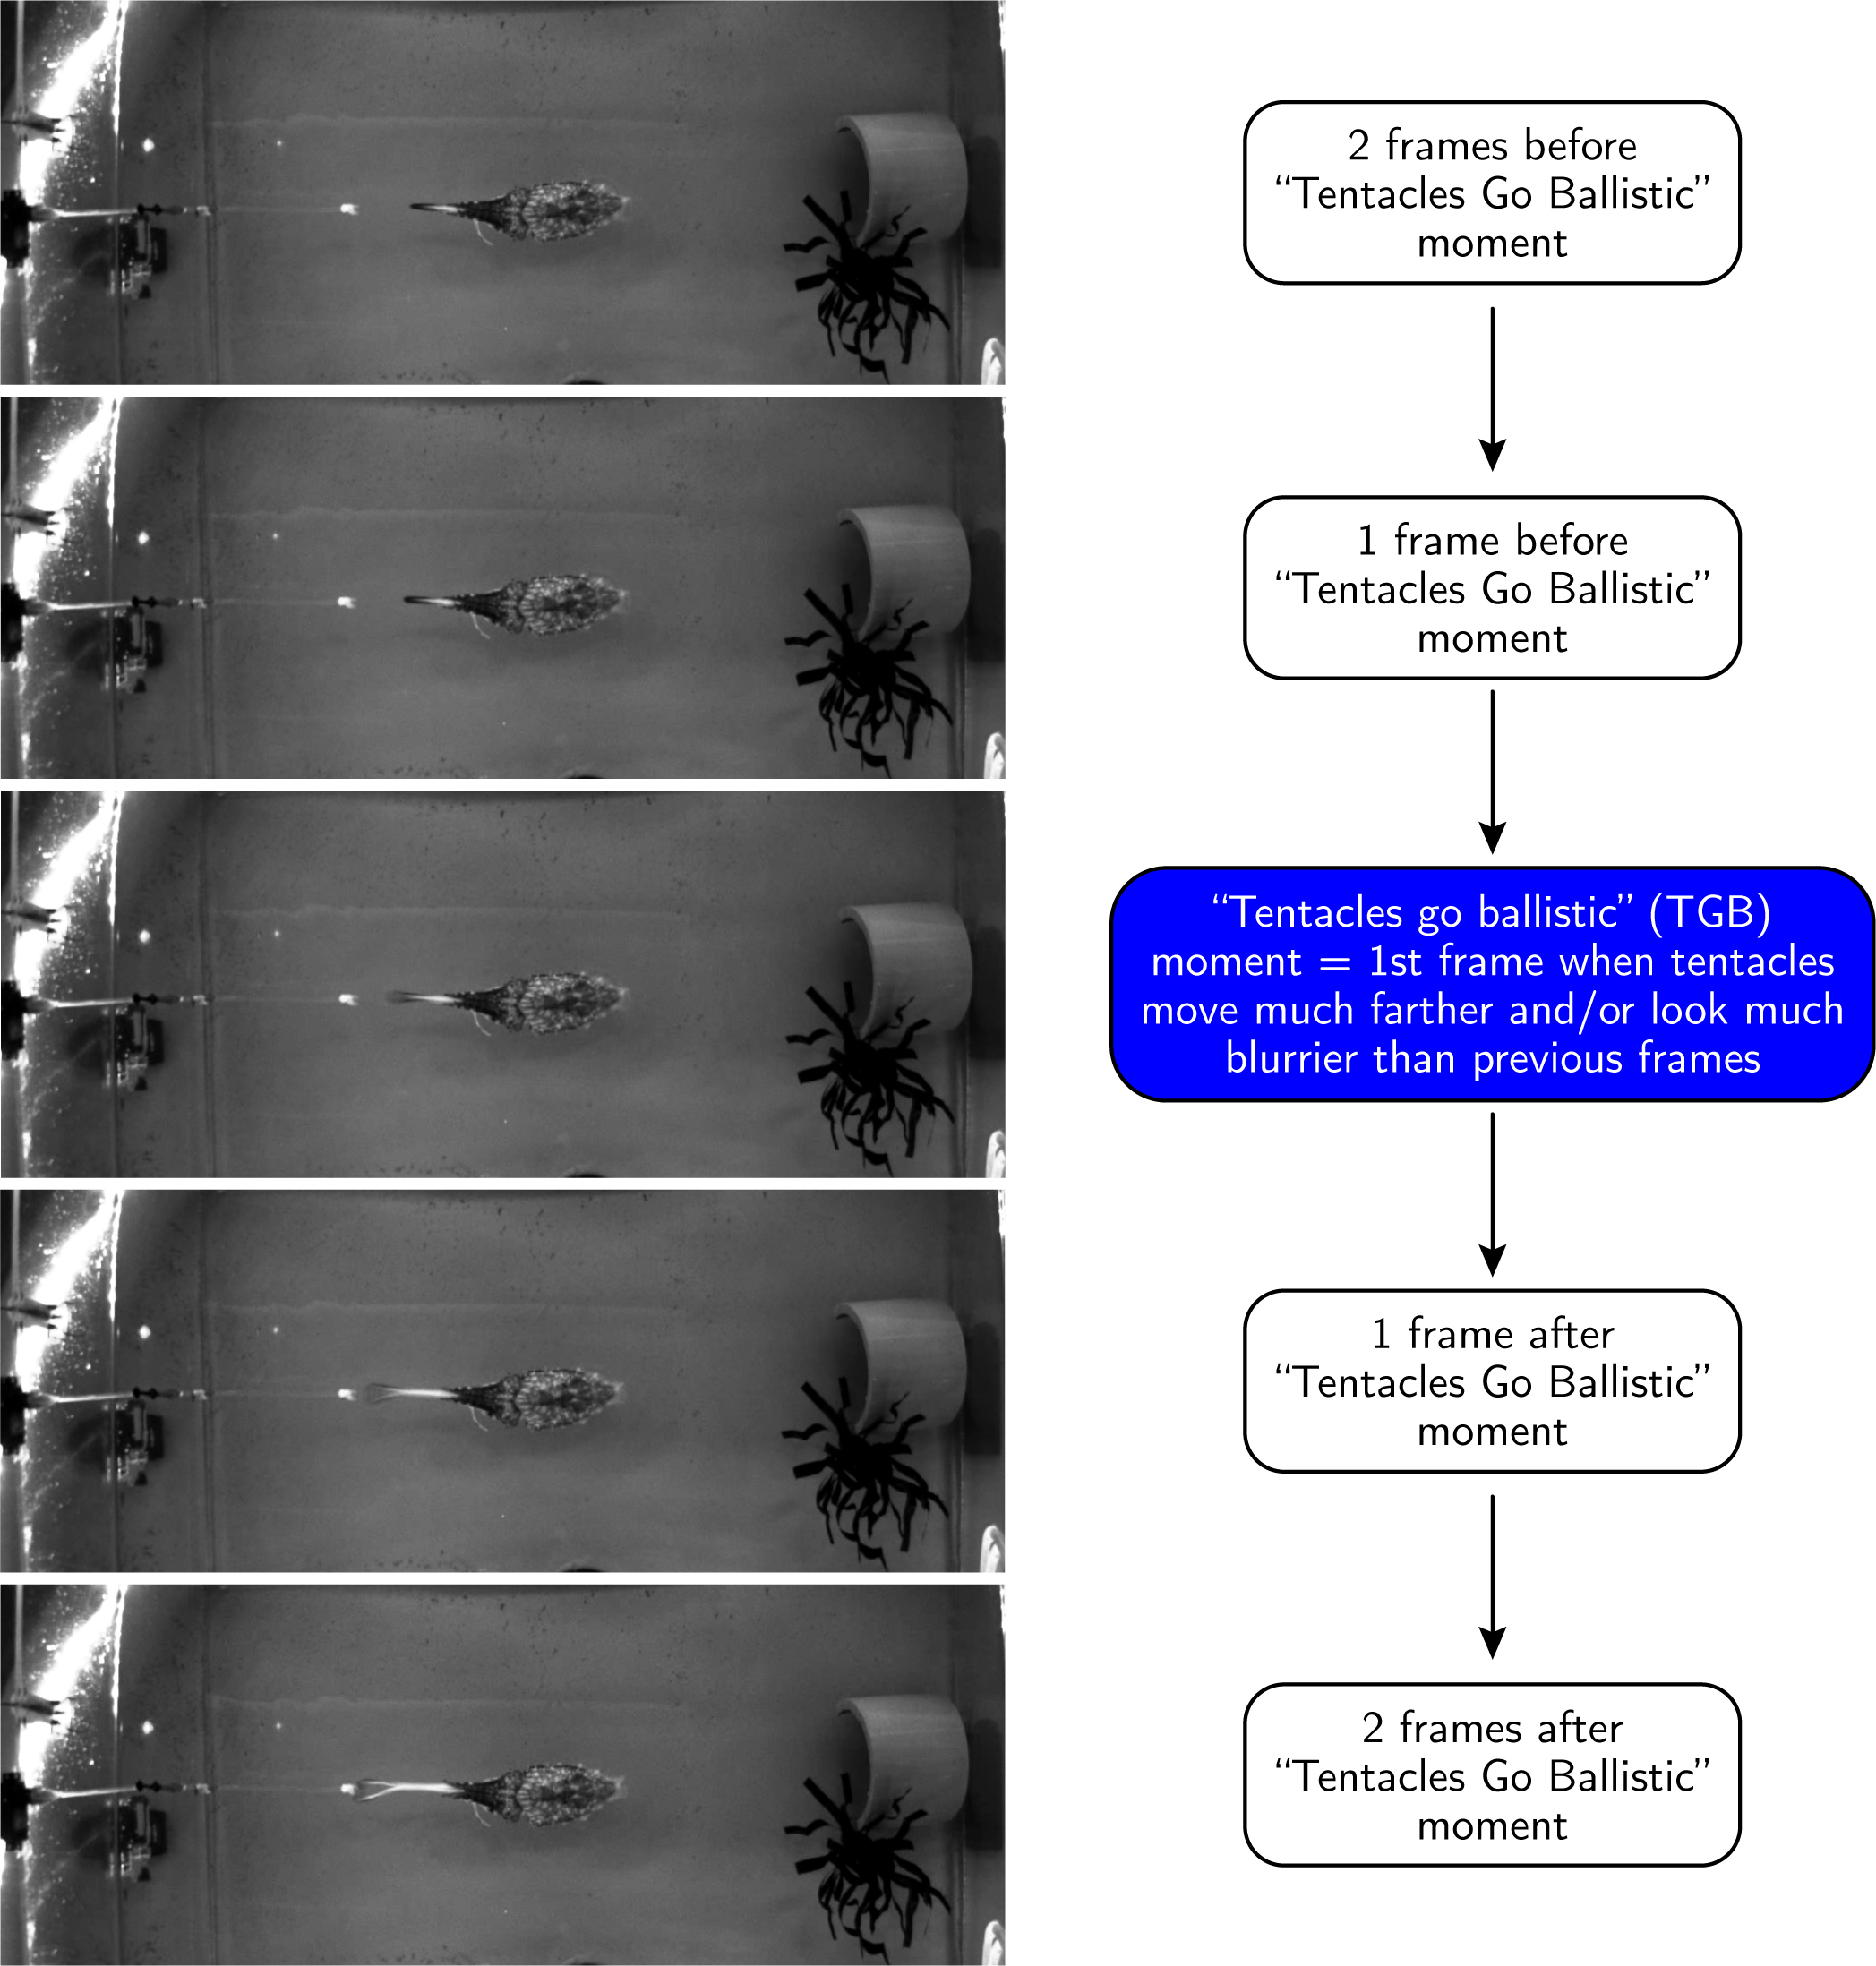 2 frames before
“Tentacles Go Ballistic”
moment
1 frame before
“Tentacles Go Ballistic”
moment
“Tentacles go ballistic” (TGB)
moment = 1st frame when tentacles
move much farther and/or look much
blurrier than previous frames
1 frame after
“Tentacles Go Ballistic”
moment
2 frames after
“Tentacles Go Ballistic”
moment